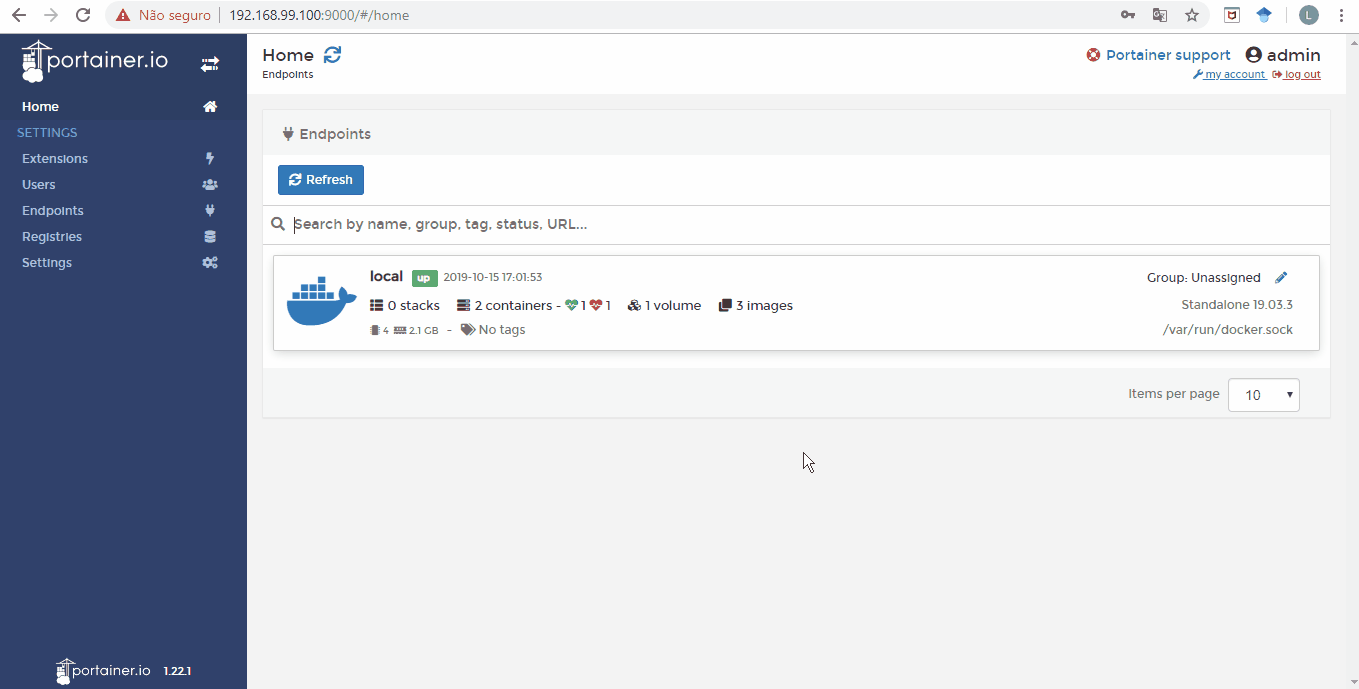 Não seguro 192.168.99.100:9000/#/home L
portainer.io
Home
SETTINGS
Extensions
Users
Endpoints
Registries
Settings
portainer.io 1.22.1
Home
Endpoints
Portainer support admin
my account log out
Endpoints
Refresh
Search by name, group, tag, status, URL...
local up 2019-10-15 17:01:53
Group: Unassigned
0 stacks 2 containers - 1 1 1 volume 3 images
Standalone 19.03.3
4 2.1 GB - No tags
/var/run/docker.sock
Items per page 10